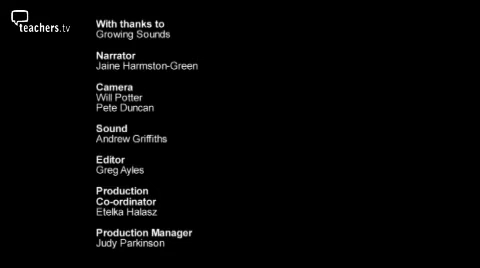 teachers.tv
With thanks to
Growing Sounds
Narrator
Jaine Harmston-Green
Camera
Will Potter
Pete Duncan
Sound
Andrew Griffiths
Editor
Greg Ayles
Production
Co-ordinator
Etelka Halasz
Production Manager
Judy Parkinson